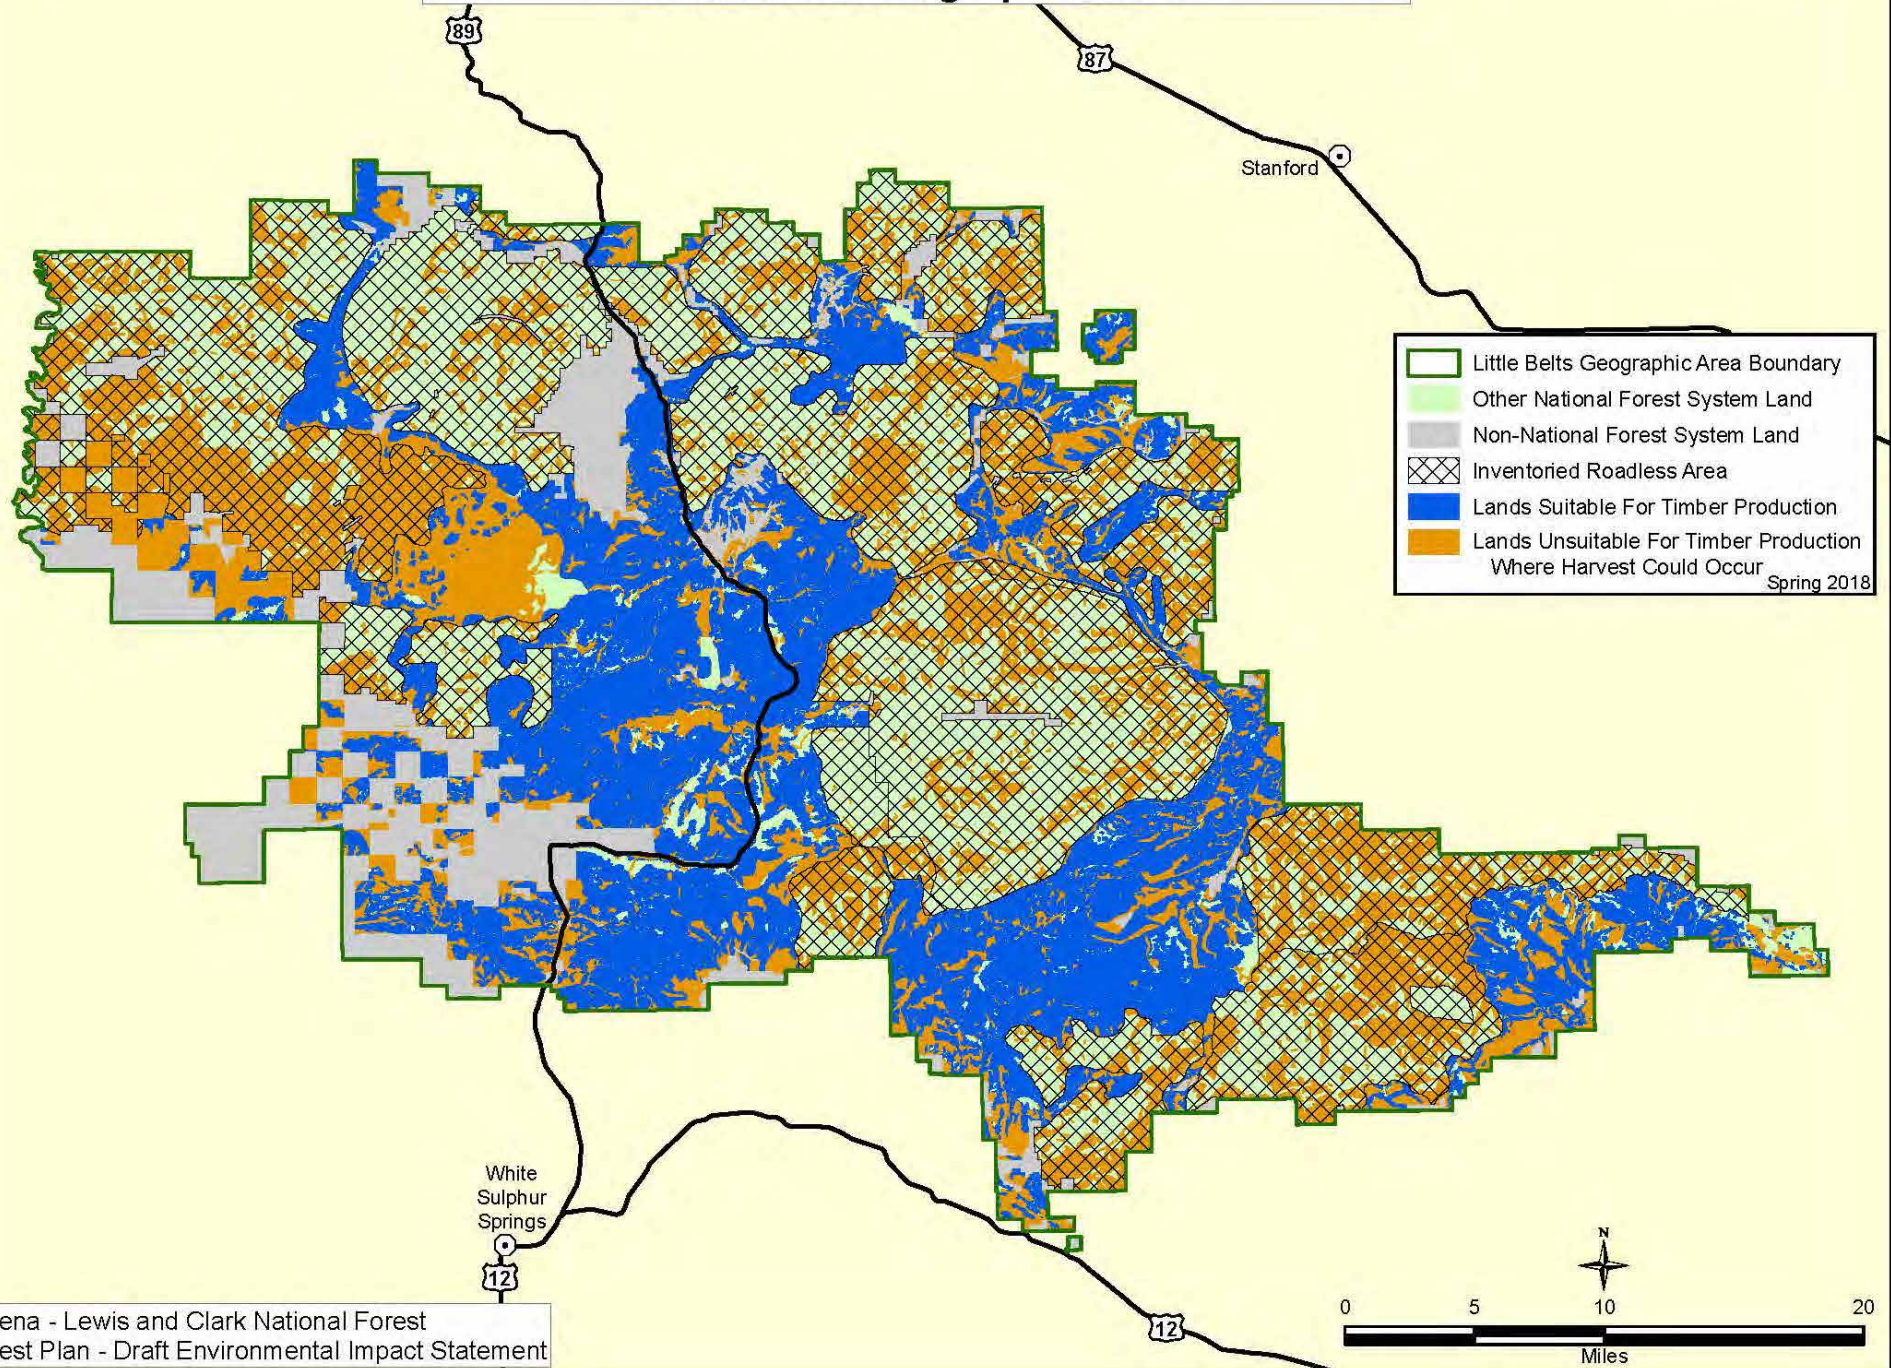 89
87
Stanford
Little Belts Geographic Area Boundary
Other National Forest System Land
Non-National Forest System Land
Inventoried Roadless Area
Lands Suitable For Timber Production
Lands Unsuitable For Timber Production
Where Harvest Could Occur
Spring 2018
White
Sulphur
Springs
12
12
N
0 5 10 20
Miles
ena - Lewis and Clark National Forest
est Plan - Draft Environmental Impact Statement